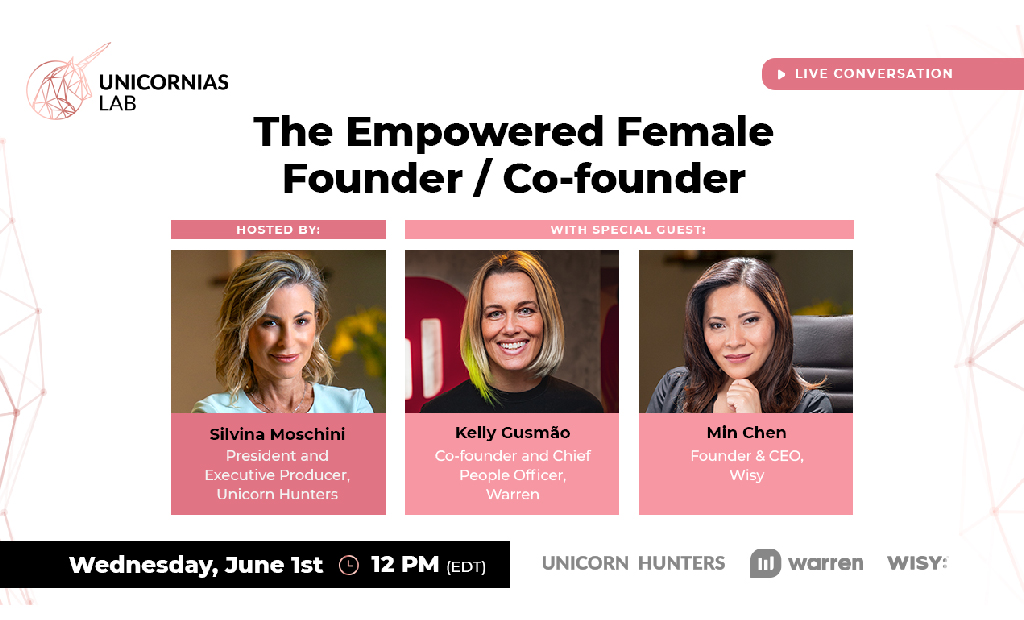 UNICORNIAS
LAB
LIVE CONVERSATION
The Empowered Female
Founder / Co-founder
HOSTED BY:
WITH SPECIAL GUEST:
Silvina Moschini
President and
Executive Producer,
Unicorn Hunters
Kelly Gusmão
Co-founder and Chief
People Officer,
Warren
Min Chen
Founder & CEO,
Wisy
Wednesday, June 1st 12 PM (EDT)
UNICORN HUNTERS
warren
WISY: